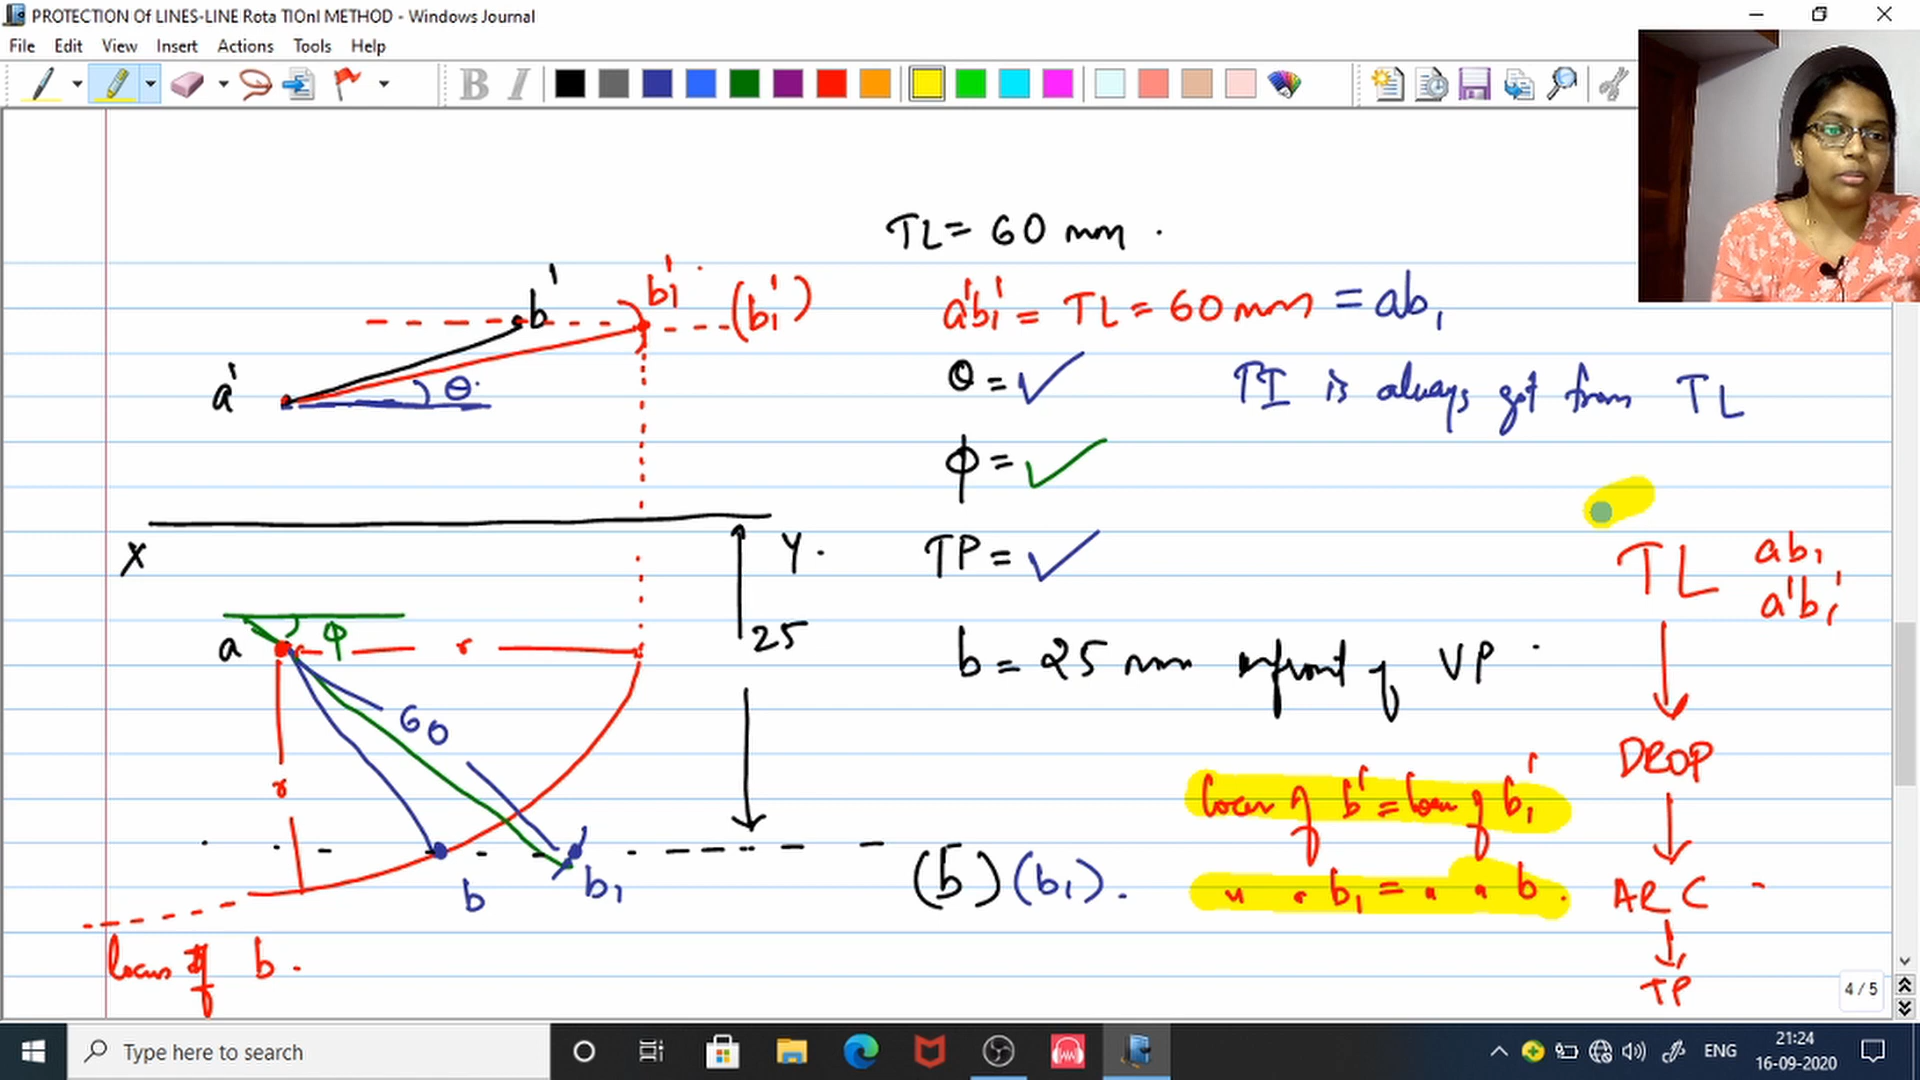 PROTECTION Of LINES-LINE Rota TIOnI METHOD - Windows Journal
File Edit View Insert Actions Tools Help
B I
TL = 60 mm.
b' b₁' (b₁')
a'b₁' = TL = 60 mm = ab₁
a' θ
θ = ✓
TI is always got from TL
φ = ✓
X Y.
TP = ✓
TL ab₁
a'b₁'
a φ r
25
b = 25 mm infront of VP.
60
r
DROP
locus of b' = locus of b₁'
b b₁
(b) (b₁).
" " b₁ = " " b.
ARC
locus of b.
TP
4 / 5
Type here to search
ENG
21:24
16-09-2020